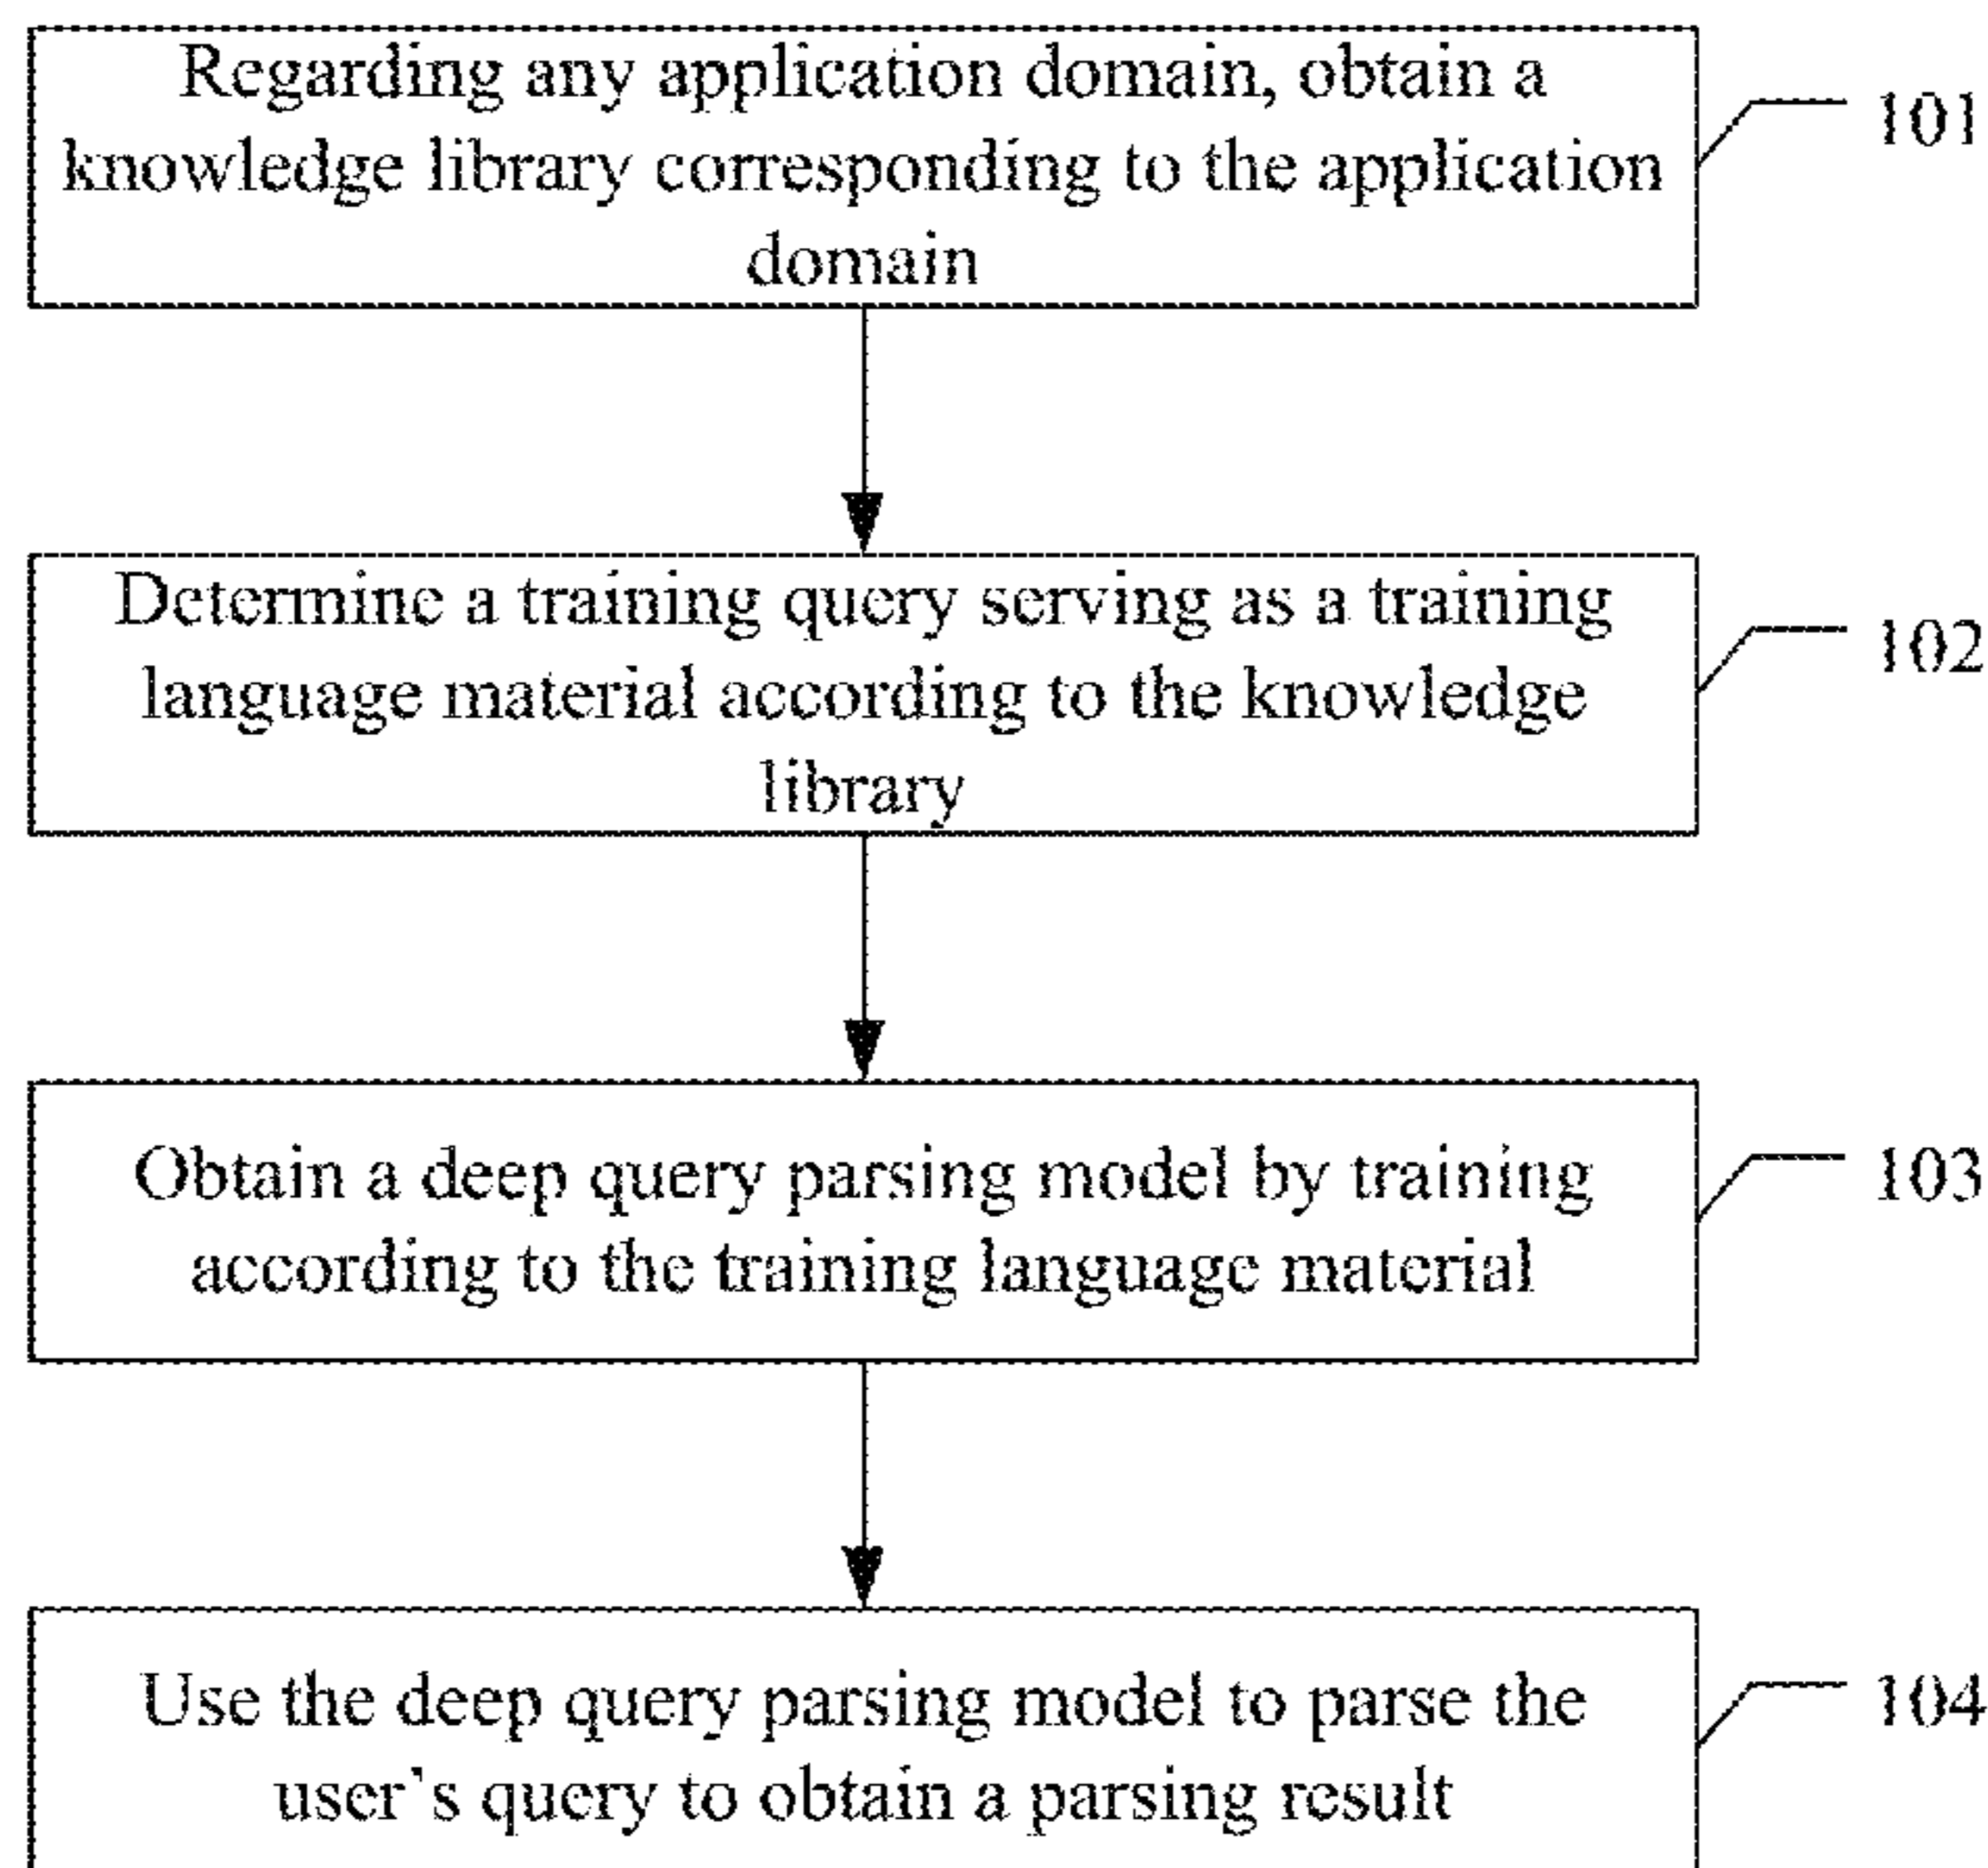 Regarding any application domain, obtain a
knowledge library corresponding to the application
domain
101
Determine a training query serving as a training
language material according to the knowledge
library
102
Obtain a deep query parsing model by training
according to the training language material
103
Use the deep query parsing model to parse the
user's query to obtain a parsing result
104